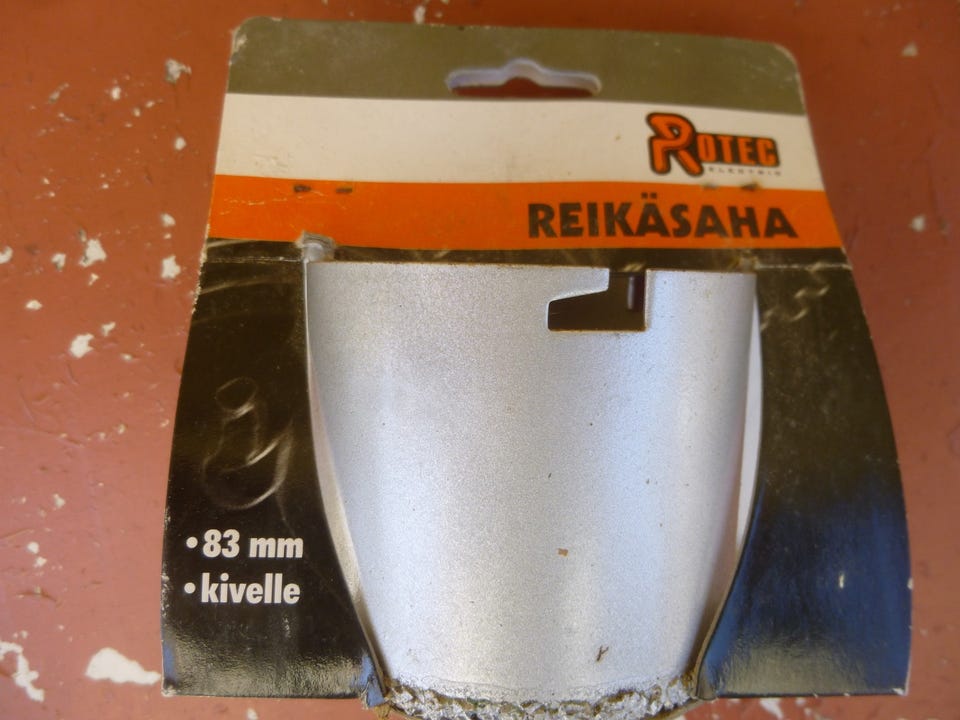 ROTEC
ELECTRIC
REIKÄSAHA
• 83 mm
• kivelle